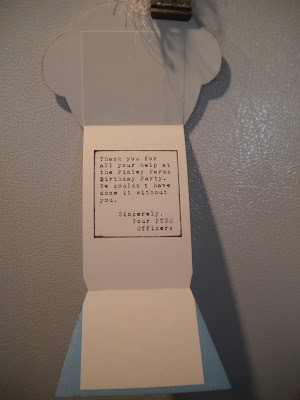 Thank you for
all your help at
the Finley Farms
Birthday Party.
We couldn't have
done it without
you.
Sincerely,
Your PTSO
Officers